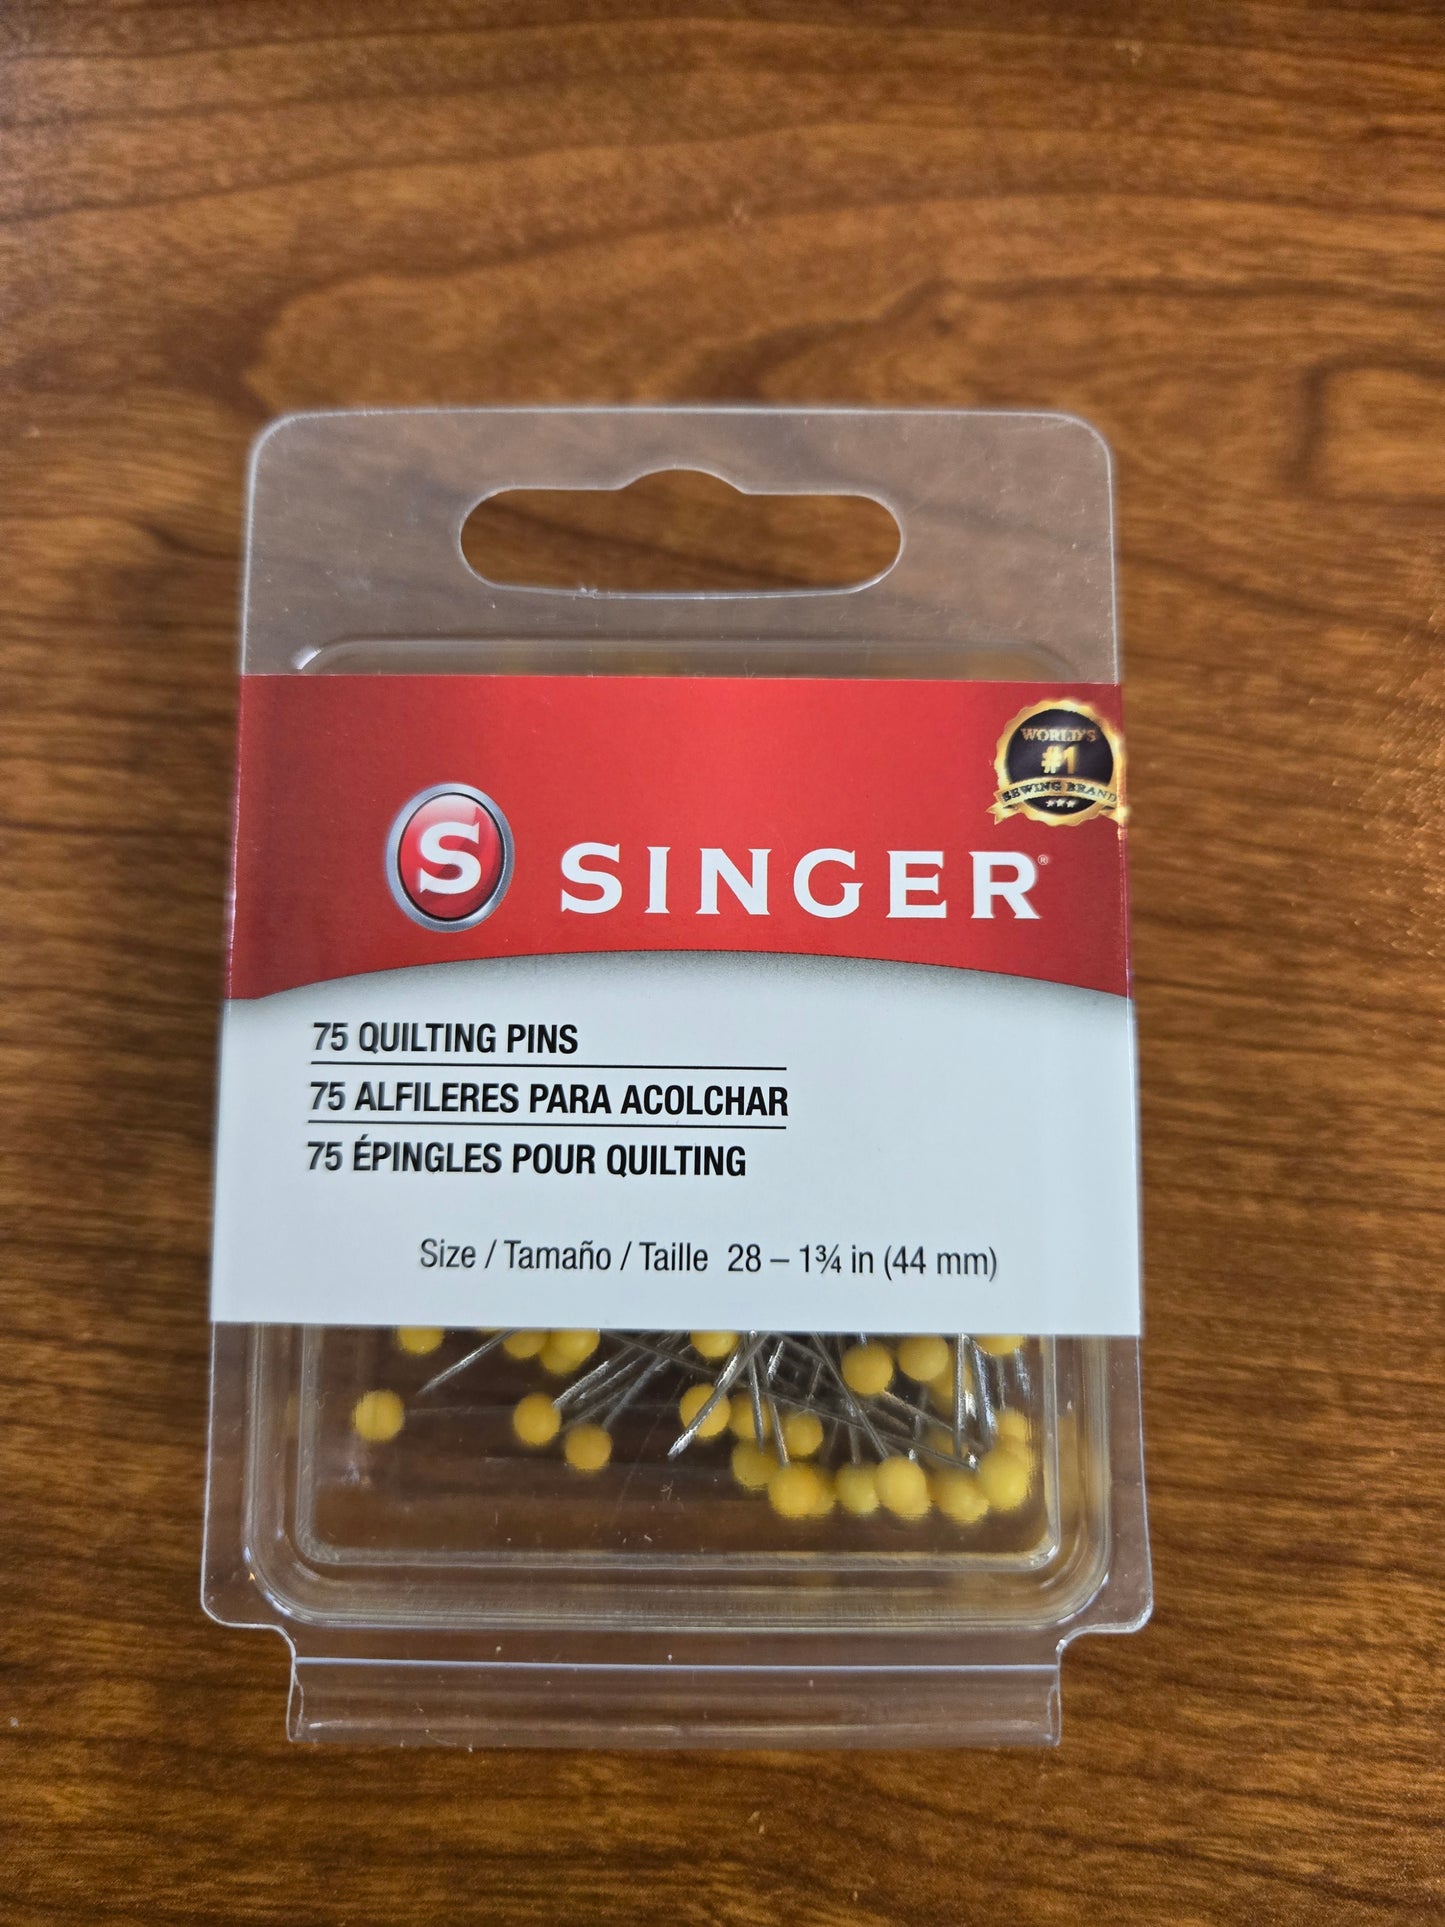 WORLD'S
#1
SEWING BRAND
S SINGER®
75 QUILTING PINS
75 ALFILERES PARA ACOLCHAR
75 ÉPINGLES POUR QUILTING
Size / Tamaño / Taille 28 – 1¾ in (44 mm)